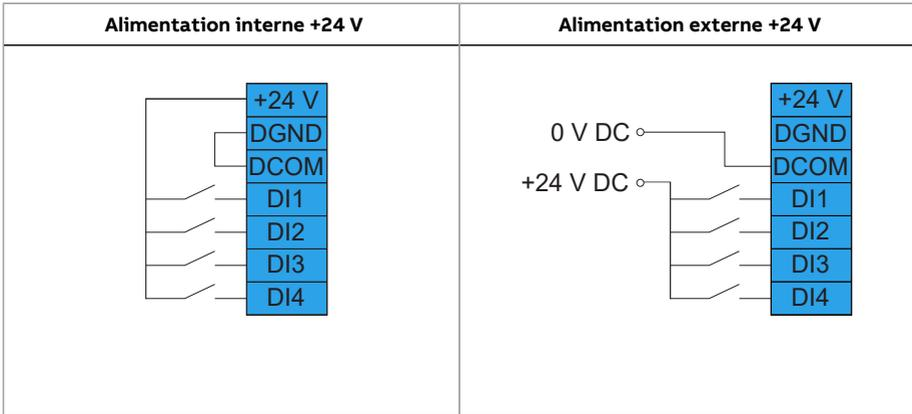 Alimentation interne +24 V
+24 V
DGND
DCOM
DI1
DI2
DI3
DI4
Alimentation externe +24 V
0 V DC
+24 V DC
+24 V
DGND
DCOM
DI1
DI2
DI3
DI4